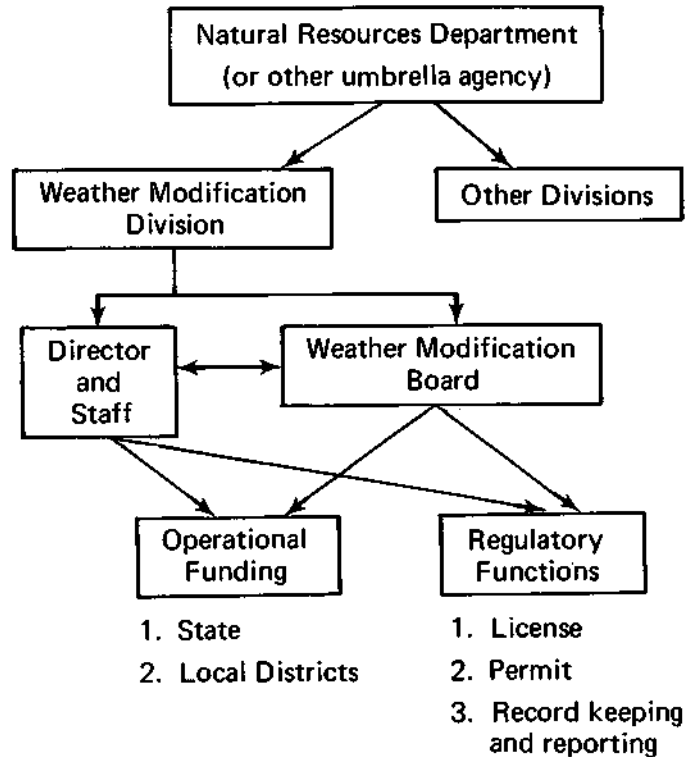 Natural Resources Department
(or other umbrella agency)
Weather Modification
Division
Other Divisions
Director
and
Staff
Weather Modification
Board
Operational
Funding
1. State
2. Local Districts
Regulatory
Functions
1. License
2. Permit
3. Record keeping
and reporting